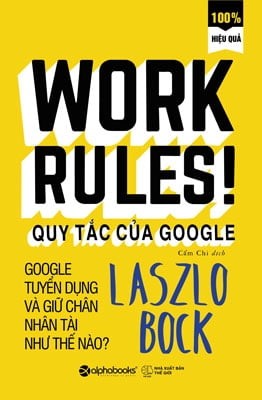 100%
HIỆU QUẢ
WORK
RULES!
QUY TẮC CỦA GOOGLE
Cẩm Chi dịch
GOOGLE
TUYỂN DỤNG
VÀ GIỮ CHÂN
NHÂN TÀI
NHƯ THẾ NÀO?
LASZLO
BOCK
alphabooks
NHÀ XUẤT BẢN
THẾ GIỚI